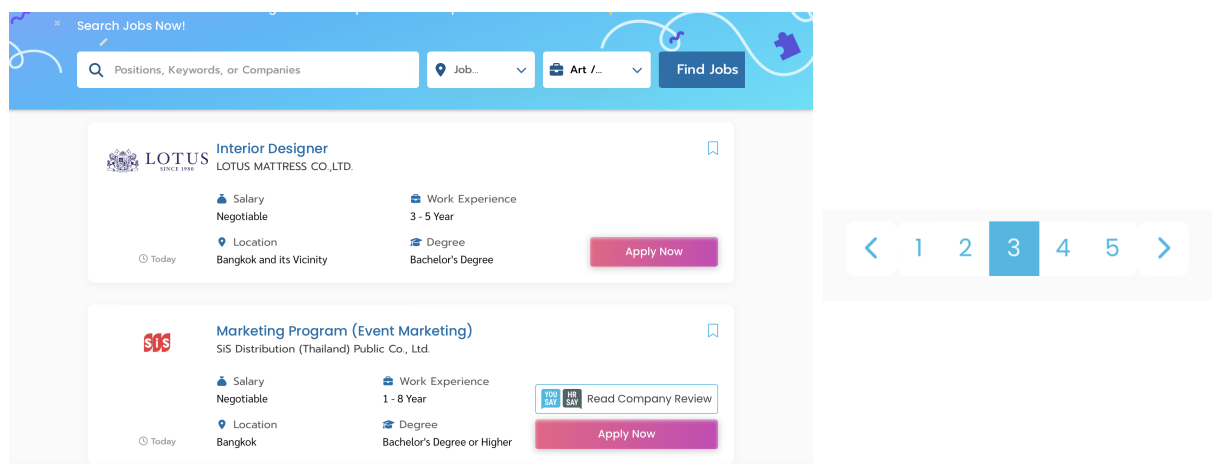 Search Jobs Now!
Positions, Keywords, or Companies
Job...
Art /...
Find Jobs
LOTUS
SINCE 1980
Interior Designer
LOTUS MATTRESS CO.,LTD.
Salary
Work Experience
Negotiable
3 - 5 Year
Location
Degree
Today
Bangkok and its Vicinity
Bachelor's Degree
Apply Now
SiS
Marketing Program (Event Marketing)
SiS Distribution (Thailand) Public Co., Ltd.
Salary
Work Experience
Negotiable
1 - 8 Year
YOU SAY
HR SAY
Read Company Review
Location
Degree
Today
Bangkok
Bachelor's Degree or Higher
Apply Now
1 2 3 4 5